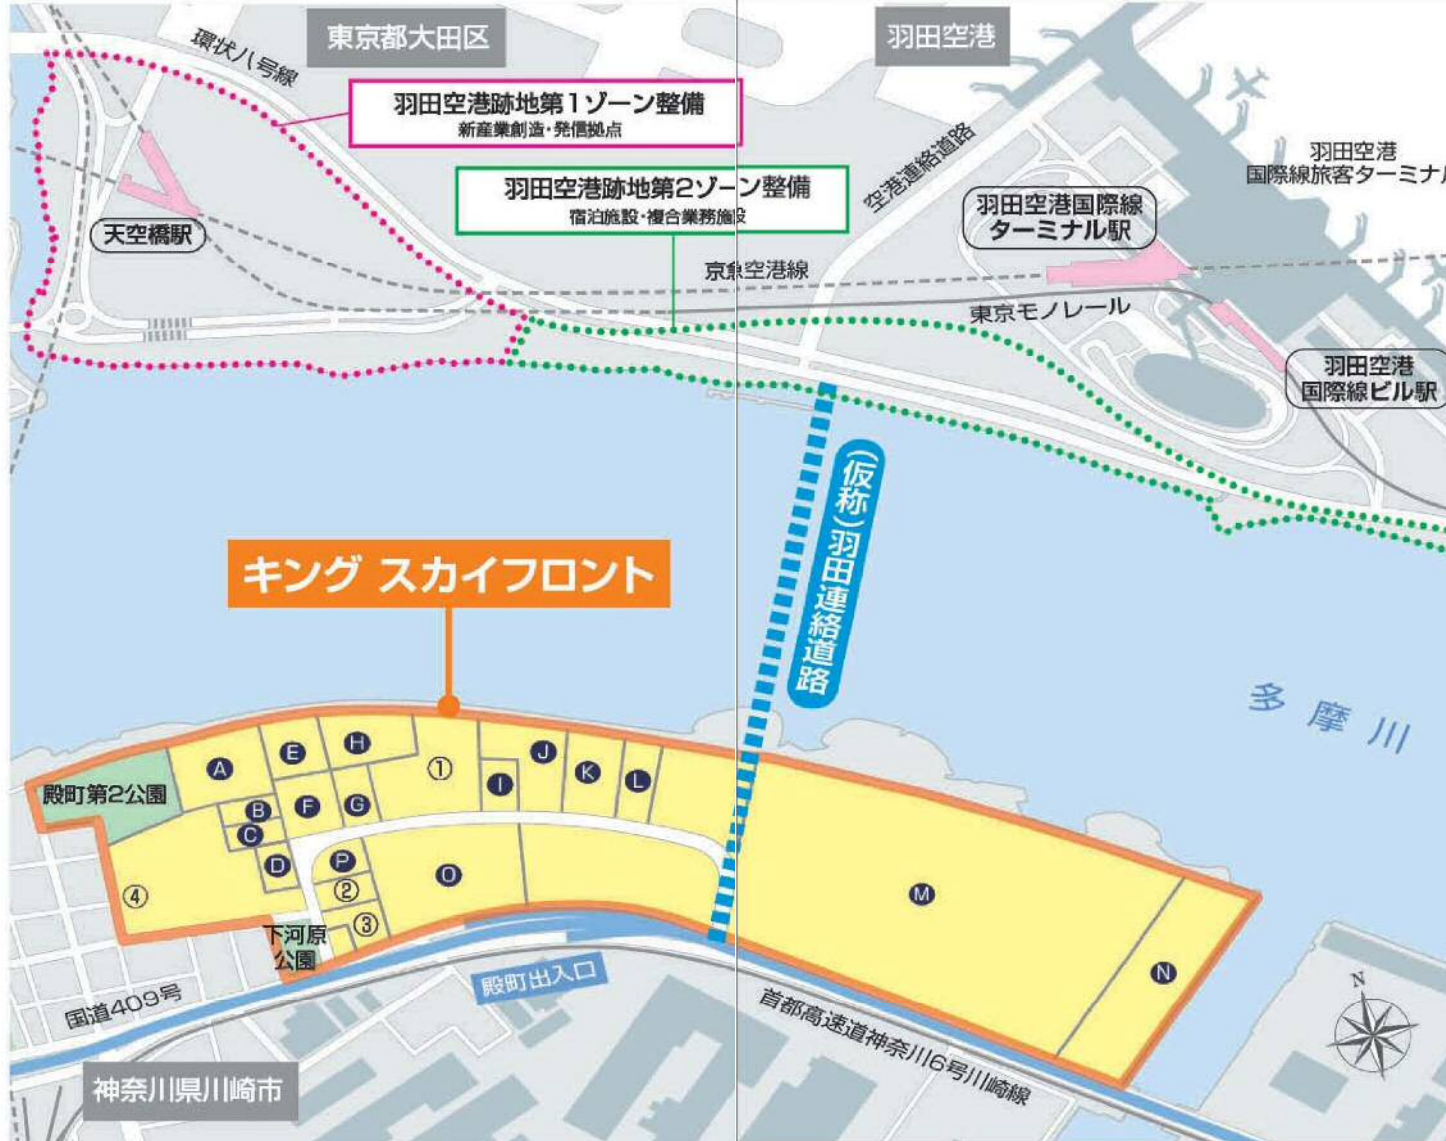 東京都大田区
羽田空港
環状八号線
羽田空港跡地第1ゾーン整備
新産業創造・発信拠点
羽田空港跡地第2ゾーン整備
宿泊施設・複合業務施設
空港連絡道路
羽田空港
国際線旅客ターミナル
羽田空港国際線
ターミナル駅
天空橋駅
京急空港線
東京モノレール
羽田空港
国際線ビル駅
(仮称)羽田連絡道路
キング スカイフロント
多摩川
殿町第2公園
A
E
H
①
J
K
L
I
B
F
G
C
D
P
②
O
④
③
M
N
下河原
公園
殿町出入口
国道409号
首都高速道神奈川6号川崎線
神奈川県川崎市
N